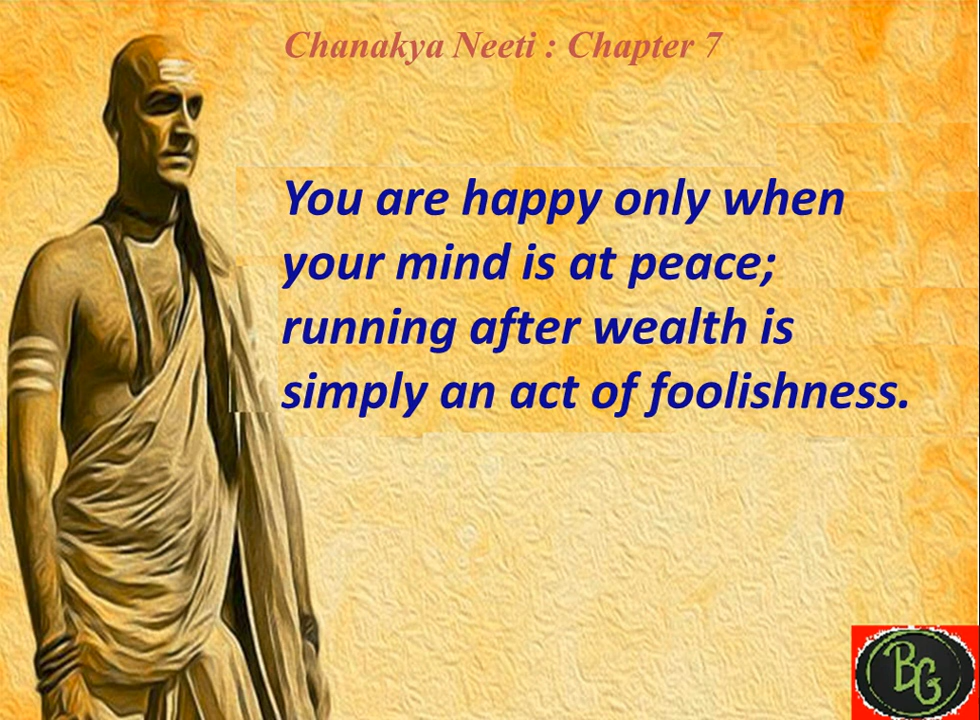 Chanakya Neeti : Chapter 7
You are happy only when
your mind is at peace;
running after wealth is
simply an act of foolishness.
BG